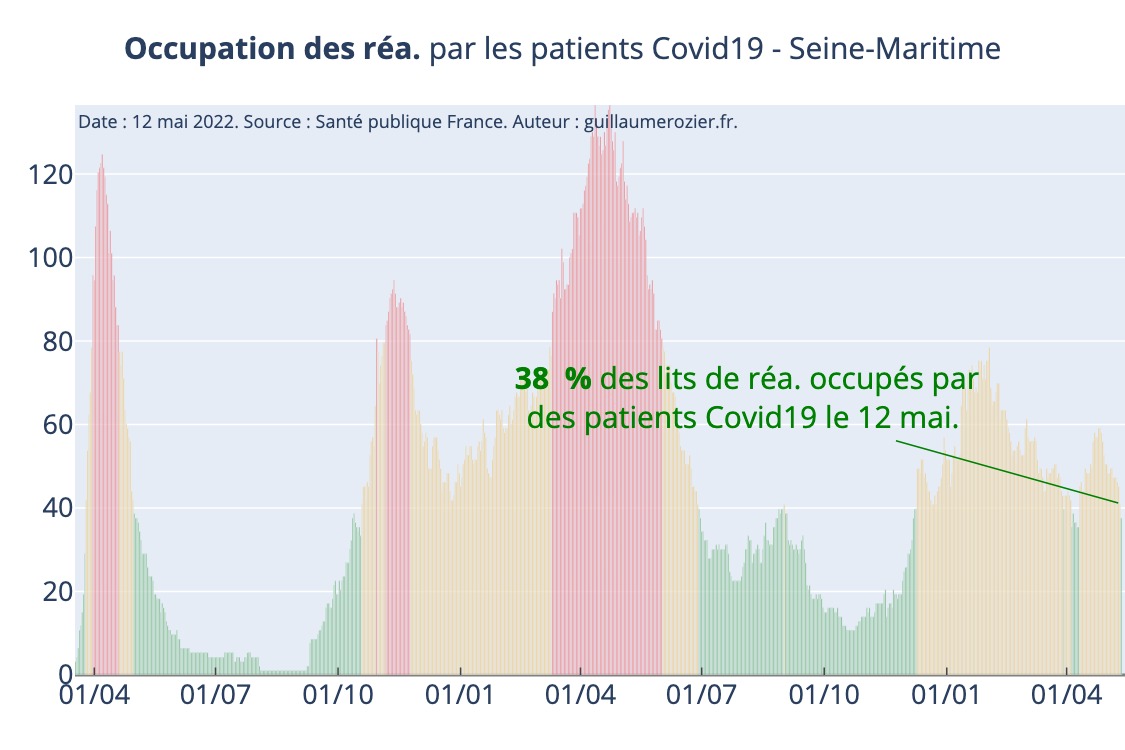 Occupation des réa. par les patients Covid19 - Seine-Maritime
Date : 12 mai 2022. Source : Santé publique France. Auteur : guillaumerozier.fr.
120
100
80
38 % des lits de réa. occupés par
des patients Covid19 le 12 mai.
60
40
20
0
01/04 01/07 01/10 01/01 01/04 01/07 01/10 01/01 01/04